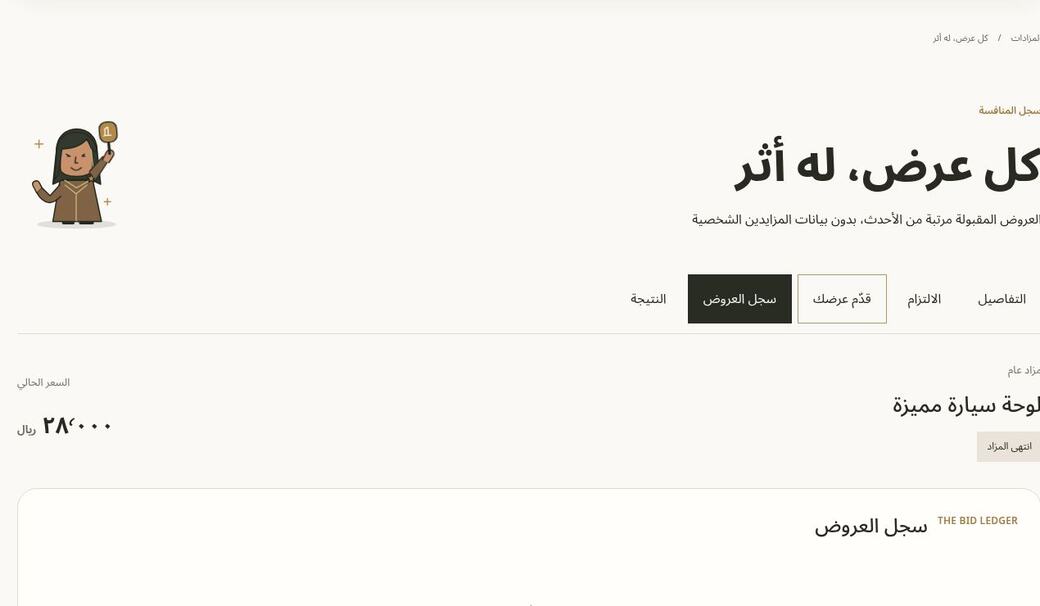 المزادات / كل عرض، له أثر
سجل المنافسة
كل عرض، له أثر
العروض المقبولة مرتبة من الأحدث، بدون بيانات المزايدين الشخصية
التفاصيل
الالتزام
قدّم عرضك
سجل العروض
النتيجة
مزاد عام
لوحة سيارة مميزة
انتهى المزاد
السعر الحالي
٢٨٬٠٠٠ ريال
THE BID LEDGER
سجل العروض